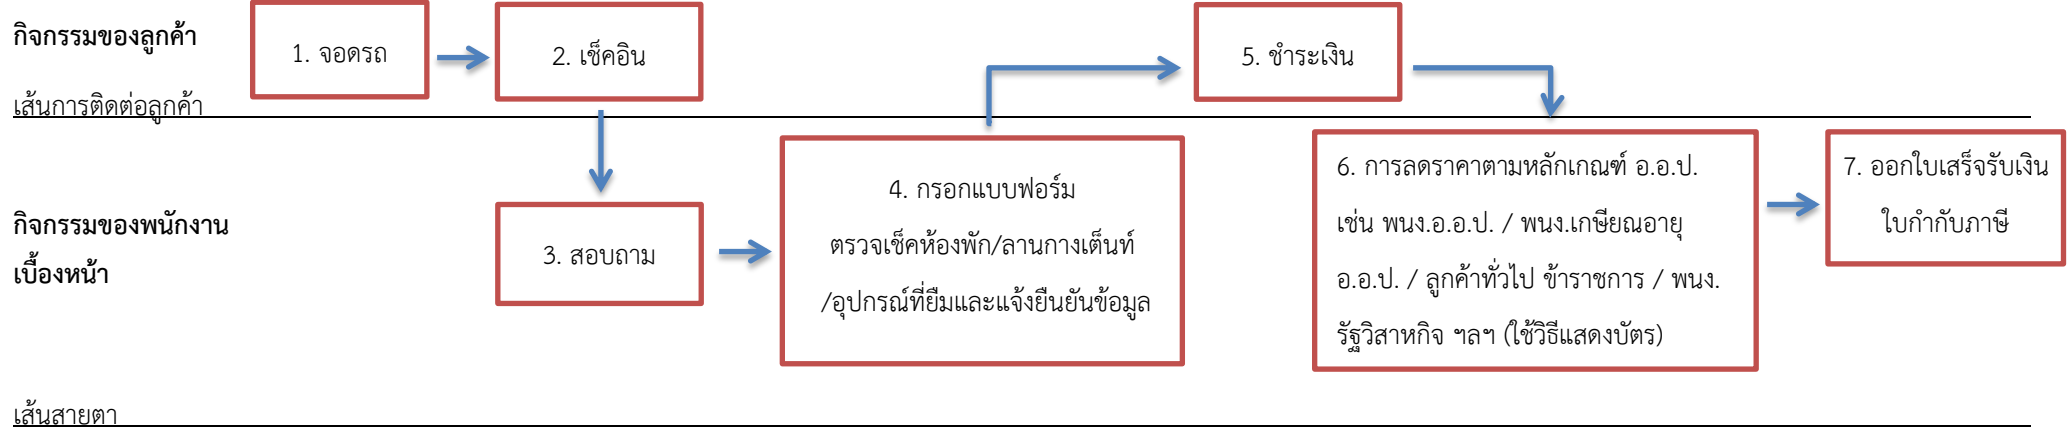 กิจกรรมของลูกค้า
1. จอดรถ
2. เช็คอิน
5. ชำระเงิน
เส้นการติดต่อลูกค้า
กิจกรรมของพนักงาน
เบื้องหน้า
3. สอบถาม
4. กรอกแบบฟอร์ม
ตรวจเช็คห้องพัก/ลานกางเต็นท์
/อุปกรณ์ที่ยืมและแจ้งยืนยันข้อมูล
6. การลดราคาตามหลักเกณฑ์ อ.อ.ป.
เช่น พนง.อ.อ.ป. / พนง.เกษียณอายุ
อ.อ.ป. / ลูกค้าทั่วไป ข้าราชการ / พนง.
รัฐวิสาหกิจ ฯลฯ (ใช้วิธีแสดงบัตร)
7. ออกใบเสร็จรับเงิน
ใบกำกับภาษี
เส้นสายตา